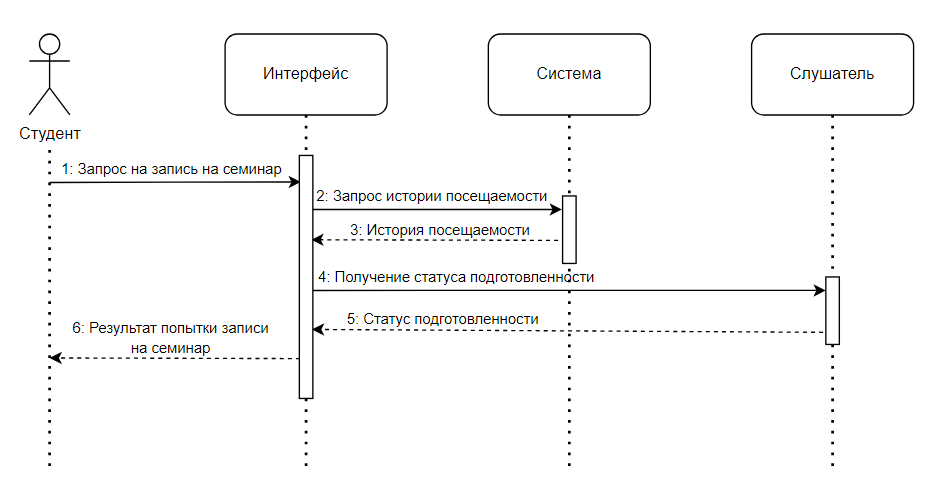 Интерфейс
Система
Слушатель
Студент
1: Запрос на запись на семинар
2: Запрос истории посещаемости
3: История посещаемости
4: Получение статуса подготовленности
5: Статус подготовленности
6: Результат попытки записи
на семинар